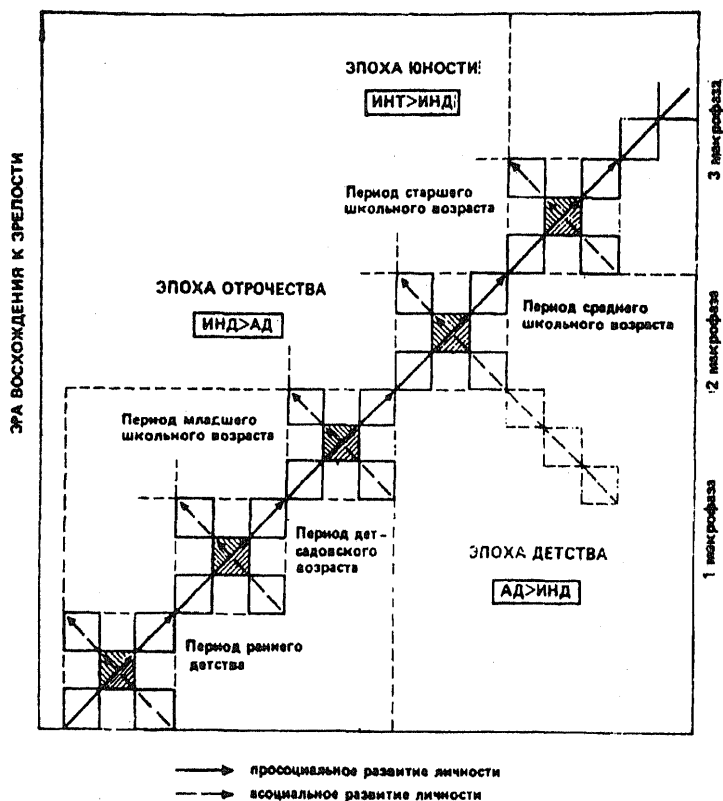 ЭПОХА ЮНОСТИ
ИНТ>ИНД
3 макрофаза
Период старшего
школьного возраста
ЭРА ВОСХОЖДЕНИЯ К ЗРЕЛОСТИ
ЭПОХА ОТРОЧЕСТВА
ИНД>АД
Период среднего
школьного возраста
2 макрофаза
Период младшего
школьного возраста
Период дет-
садовского
возраста
ЭПОХА ДЕТСТВА
АД>ИНД
1 макрофаза
Период раннего
детства
просоциальное развитие личности
асоциальное развитие личности